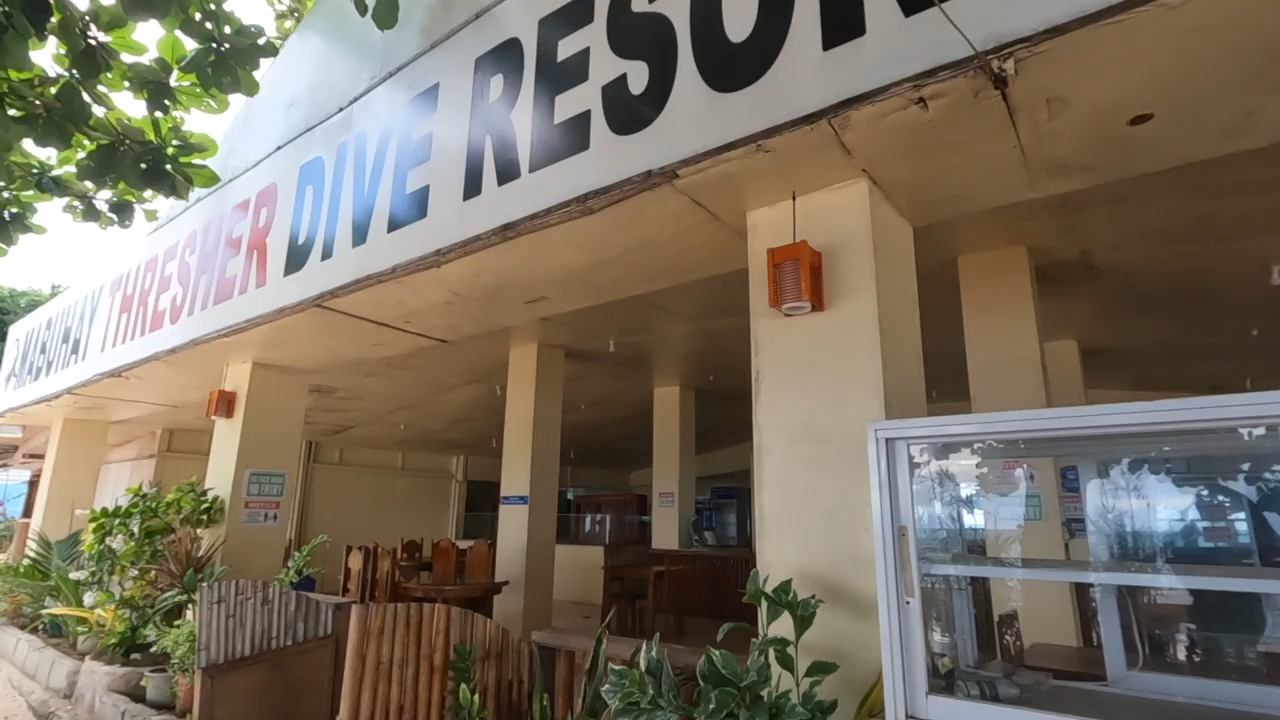 MABUHAY THRESHER DIVE RESOR
NO FACE MASK
NO ENTRY
NOTICE